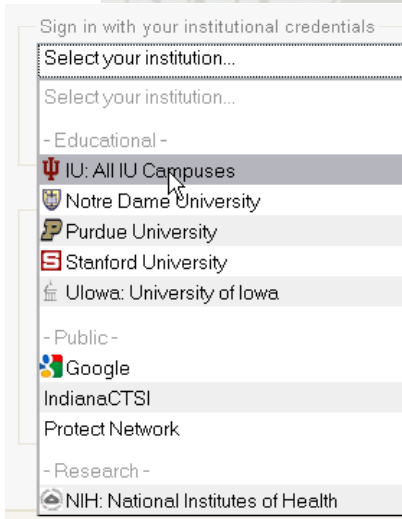 Sign in with your institutional credentials
Select your institution...
Select your institution...
- Educational -
IU: All IU Campuses
Notre Dame University
Purdue University
Stanford University
UIowa: University of Iowa
- Public -
Google
IndianaCTSI
Protect Network
- Research -
NIH: National Institutes of Health